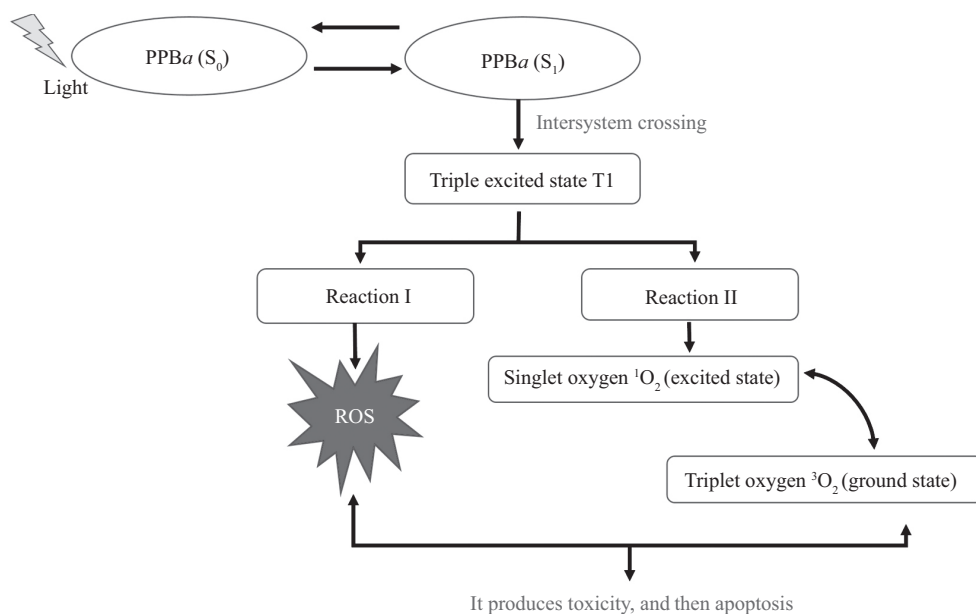 PPBa (S₀)
PPBa (S₁)
Light
Intersystem crossing
Triple excited state T1
Reaction I
Reaction II
Singlet oxygen ¹O₂ (excited state)
ROS
Triplet oxygen ³O₂ (ground state)
It produces toxicity, and then apoptosis